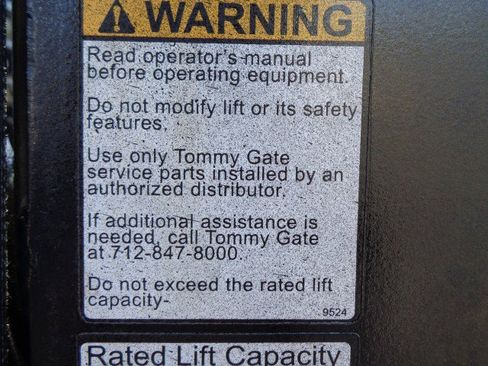 WARNING
Read operator's manual
before operating equipment.
Do not modify lift or its safety
features.
Use only Tommy Gate
service parts installed by an
authorized distributor.
If additional assistance is
needed, call Tommy Gate
at 712-847-8000.
Do not exceed the rated lift
capacity-
9524
Rated Lift Capacity